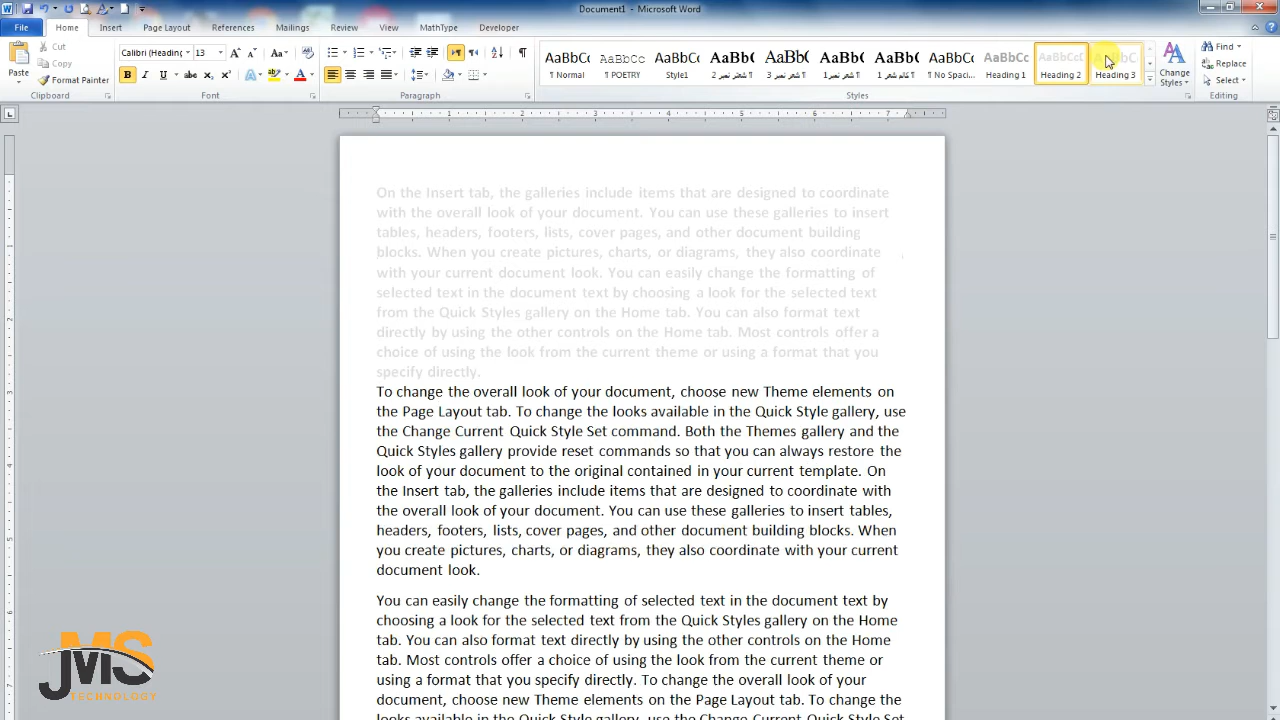 Document1 - Microsoft Word
File Home Insert Page Layout References Mailings Review View MathType Developer
Paste Cut Copy Format Painter
Clipboard
Calibri (Heading 13
Font
Paragraph
AaBbCc AaBbCc AaBbCc AaBbC AaBbC AaBbC AaBbC AaBbCc AaBbCc AaBbCc AaBbC
¶ Normal ¶ POETRY Style1 ¶ شعلر نمبر 2 ¶ شعلر نمبر 3 ¶ شعر نمبر1 ¶ کالم شعر 1 ¶ No Spaci... Heading 1 Heading 2 Heading 3
Styles
Change Styles
Find Replace Select
Editing
1 2 3 4 5 6 7
On the Insert tab, the galleries include items that are designed to coordinate
with the overall look of your document. You can use these galleries to insert
tables, headers, footers, lists, cover pages, and other document building
blocks. When you create pictures, charts, or diagrams, they also coordinate
with your current document look. You can easily change the formatting of
selected text in the document text by choosing a look for the selected text
from the Quick Styles gallery on the Home tab. You can also format text
directly by using the other controls on the Home tab. Most controls offer a
choice of using the look from the current theme or using a format that you
specify directly.
To change the overall look of your document, choose new Theme elements on
the Page Layout tab. To change the looks available in the Quick Style gallery, use
the Change Current Quick Style Set command. Both the Themes gallery and the
Quick Styles gallery provide reset commands so that you can always restore the
look of your document to the original contained in your current template. On
the Insert tab, the galleries include items that are designed to coordinate with
the overall look of your document. You can use these galleries to insert tables,
headers, footers, lists, cover pages, and other document building blocks. When
you create pictures, charts, or diagrams, they also coordinate with your current
document look.
You can easily change the formatting of selected text in the document text by
choosing a look for the selected text from the Quick Styles gallery on the Home
tab. You can also format text directly by using the other controls on the Home
tab. Most controls offer a choice of using the look from the current theme or
using a format that you specify directly. To change the overall look of your
document, choose new Theme elements on the Page Layout tab. To change the
looks available in the Quick Style gallery, use the Change Current Quick Style Set
JMS
TECHNOLOGY